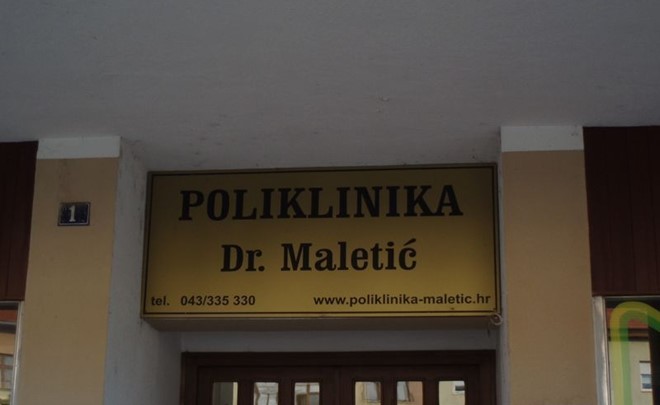 1
POLIKLINIKA
Dr. Maletić
tel. 043/335 330 www.poliklinika-maletic.hr